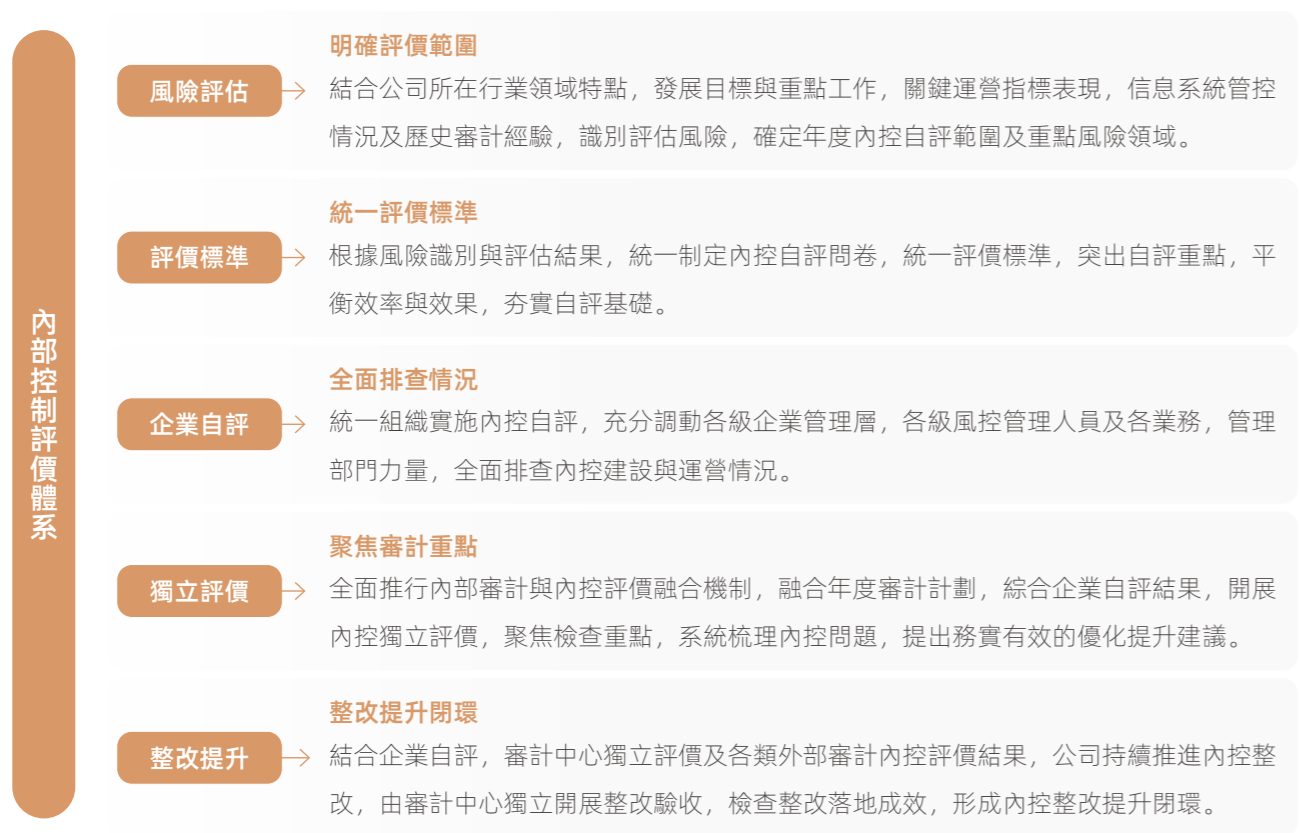 內部控制評價體系
風險評估
明確評價範圍
結合公司所在行業領域特點，發展目標與重點工作，關鍵運營指標表現，信息系統管控
情況及歷史審計經驗，識別評估風險，確定年度內控自評範圍及重點風險領域。
評價標準
統一評價標準
根據風險識別與評估結果，統一制定內控自評問卷，統一評價標準，突出自評重點，平
衡效率與效果，夯實自評基礎。
企業自評
全面排查情況
統一組織實施內控自評，充分調動各級企業管理層，各級風控管理人員及各業務，管理
部門力量，全面排查內控建設與運營情況。
獨立評價
聚焦審計重點
全面推行內部審計與內控評價融合機制，融合年度審計計劃，綜合企業自評結果，開展
內控獨立評價，聚焦檢查重點，系統梳理內控問題，提出務實有效的優化提升建議。
整改提升
整改提升閉環
結合企業自評，審計中心獨立評價及各類外部審計內控評價結果，公司持續推進內控整
改，由審計中心獨立開展整改驗收，檢查整改落地成效，形成內控整改提升閉環。